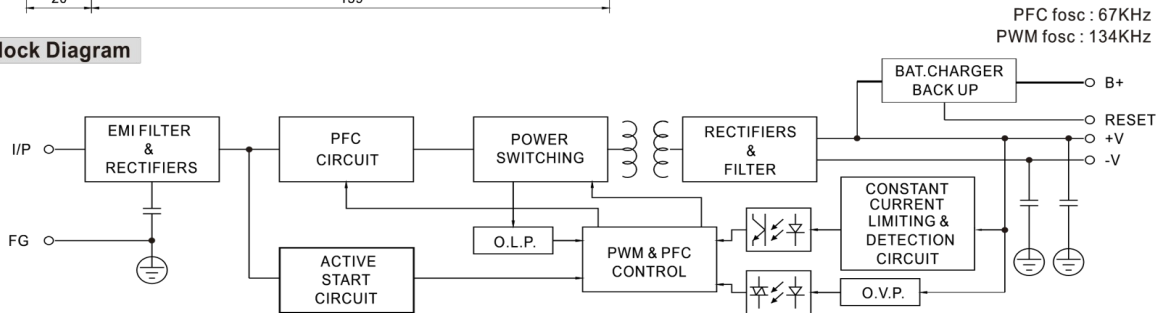 PFC fosc : 67KHz
PWM fosc : 134KHz
lock Diagram
BAT.CHARGER
BACK UP
B+
RESET
+V
-V
I/P
EMI FILTER
&
RECTIFIERS
PFC
CIRCUIT
POWER
SWITCHING
RECTIFIERS
&
FILTER
CONSTANT
CURRENT
LIMITING &
DETECTION
CIRCUIT
FG
O.L.P.
PWM & PFC
CONTROL
ACTIVE
START
CIRCUIT
O.V.P.